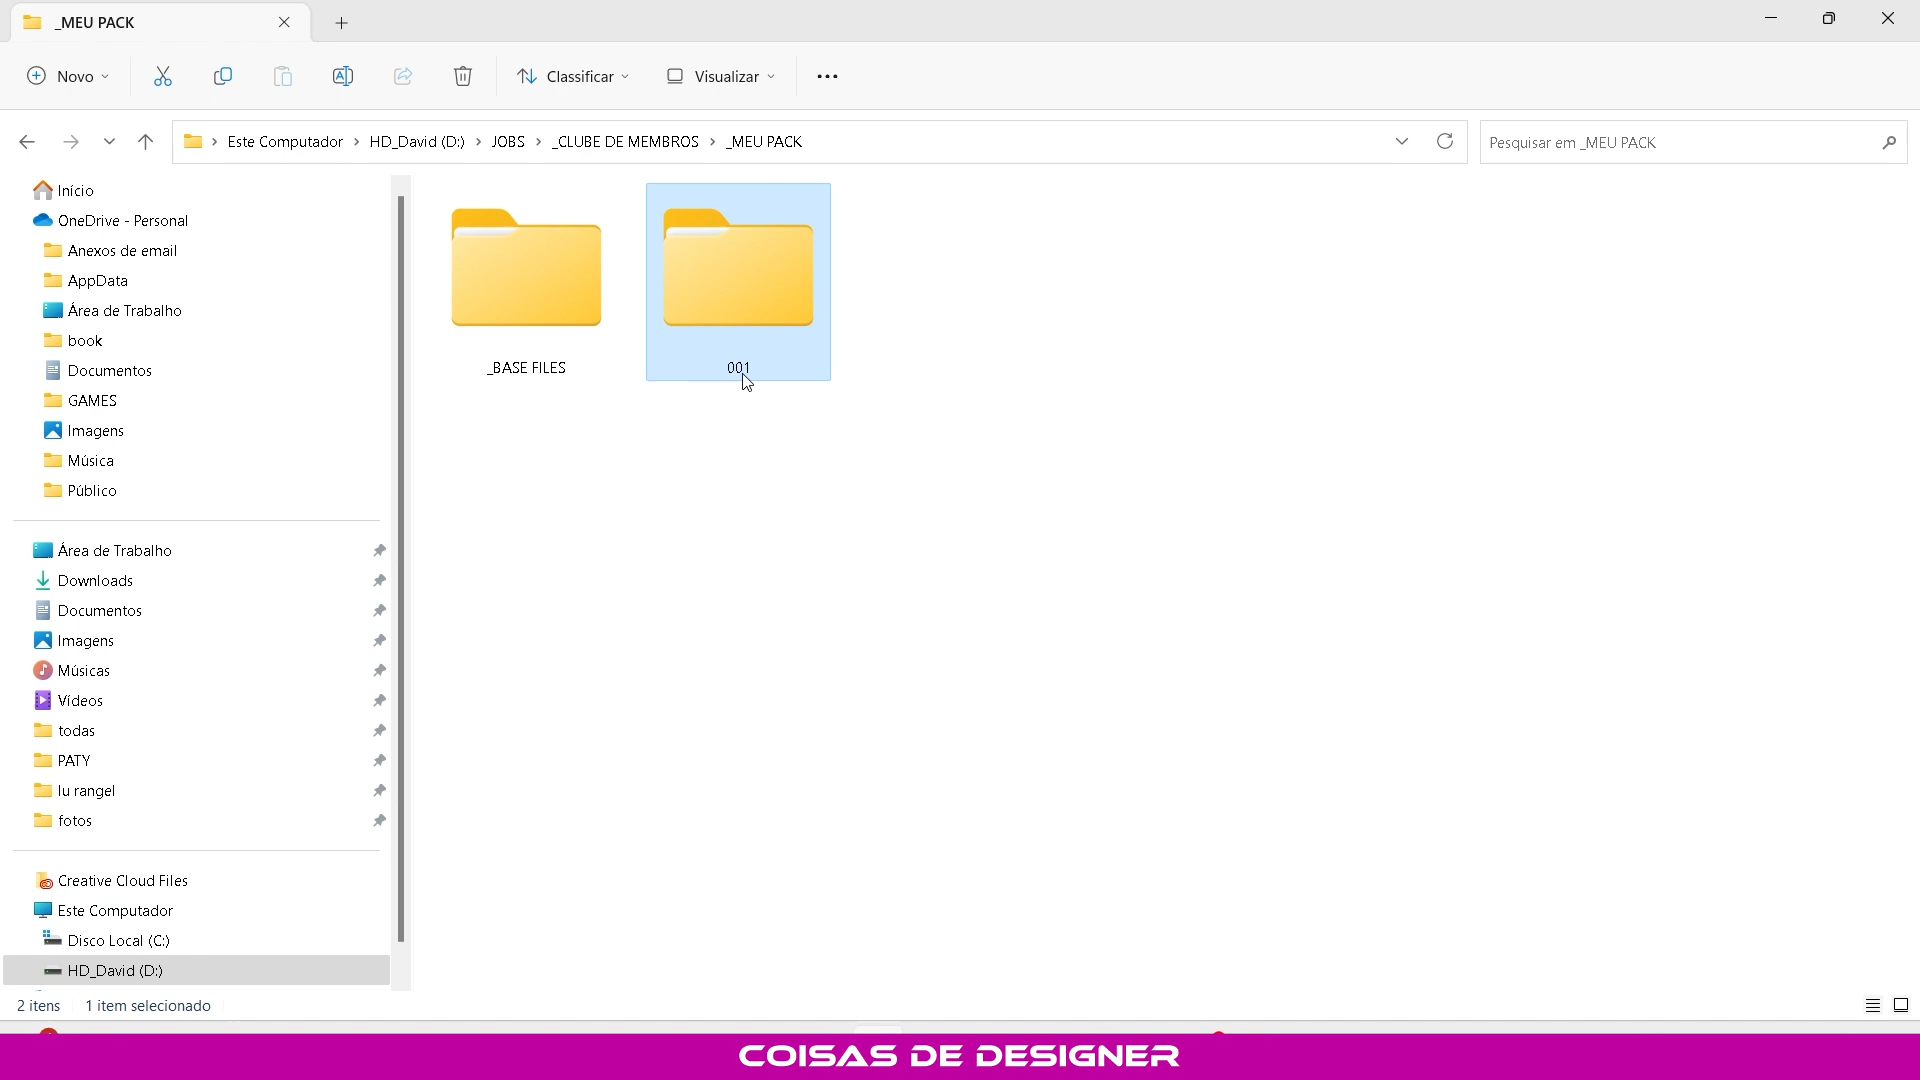 _MEU PACK
Novo
Classificar
Visualizar
Este Computador
HD_David (D:)
JOBS
_CLUBE DE MEMBROS
_MEU PACK
Pesquisar em _MEU PACK
Início
OneDrive - Personal
Anexos de email
AppData
Área de Trabalho
book
Documentos
GAMES
Imagens
Música
Público
Área de Trabalho
Downloads
Documentos
Imagens
Músicas
Vídeos
todas
PATY
lu rangel
fotos
Creative Cloud Files
Este Computador
Disco Local (C:)
HD_David (D:)
_BASE FILES
001
2 itens
1 item selecionado
COISAS DE DESIGNER